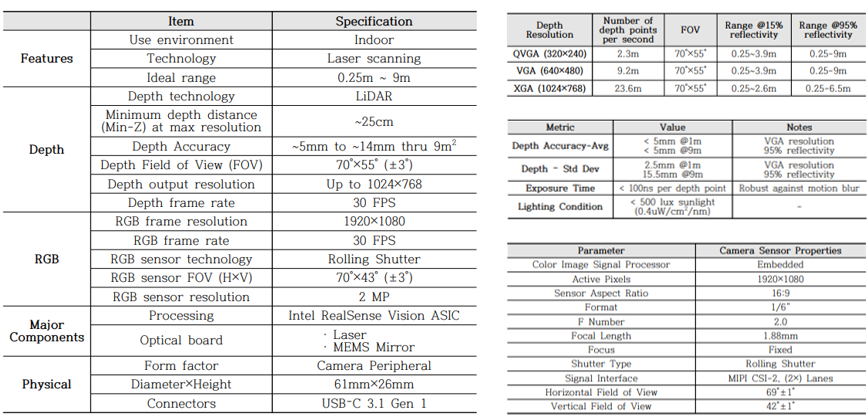 Item Specification
Features
Use environment Indoor
Technology Laser scanning
Ideal range 0.25m ~ 9m
Depth
Depth technology LiDAR
Minimum depth distance
(Min-Z) at max resolution ~25cm
Depth Accuracy ~5mm to ~14mm thru 9m²
Depth Field of View (FOV) 70°×55° (±3°)
Depth output resolution Up to 1024×768
Depth frame rate 30 FPS
RGB
RGB frame resolution 1920×1080
RGB frame rate 30 FPS
RGB sensor technology Rolling Shutter
RGB sensor FOV (H×V) 70°×43° (±3°)
RGB sensor resolution 2 MP
Major
Components
Processing Intel RealSense Vision ASIC
Optical board
· Laser
· MEMS Mirror
Physical
Form factor Camera Peripheral
Diameter×Height 61mm×26mm
Connectors USB-C 3.1 Gen 1
Depth
Resolution
Number of
depth points
per second
FOV
Range @15%
reflectivity
Range @95%
reflectivity
QVGA (320×240) 2.3m 70°×55° 0.25~3.9m 0.25~9m
VGA (640×480) 9.2m 70°×55° 0.25~3.9m 0.25~9m
XGA (1024×768) 23.6m 70°×55° 0.25~2.6m 0.25~6.5m
Metric Value Notes
Depth Accuracy-Avg
< 5mm @1m
< 5mm @9m
VGA resolution
95% reflectivity
Depth - Std Dev
2.5mm @1m
15.5mm @9m
VGA resolution
95% reflectivity
Exposure Time < 100ns per depth point Robust against motion blur
Lighting Condition
< 500 lux sunlight
(0.4uW/cm²/nm)
-
Parameter Camera Sensor Properties
Color Image Signal Processor Embedded
Active Pixels 1920×1080
Sensor Aspect Ratio 16:9
Format 1/6"
F Number 2.0
Focal Length 1.88mm
Focus Fixed
Shutter Type Rolling Shutter
Signal Interface MIPI CSI-2, (2×) Lanes
Horizontal Field of View 69°±1°
Vertical Field of View 42°±1°